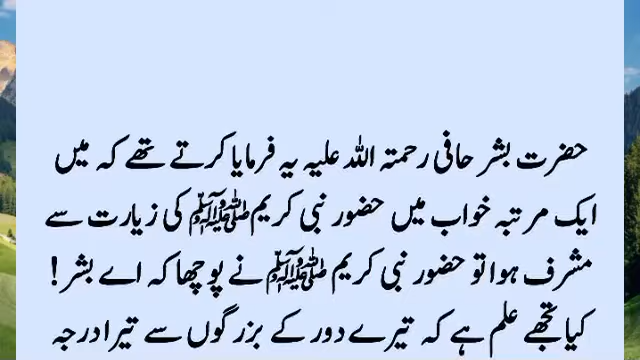 حضرت بشر حافی رحمتہ اللہ علیہ یہ فرمایا کرتے تھے کہ میں
ایک مرتبہ خواب میں حضور نبی کریم ﷺ کی زیارت سے
مشرف ہوا تو حضور نبی کریم ﷺ نے پوچھا کہ اے بشر!
کیا تجھے علم ہے کہ تیرے دور کے بزرگوں سے تیرا درجہ